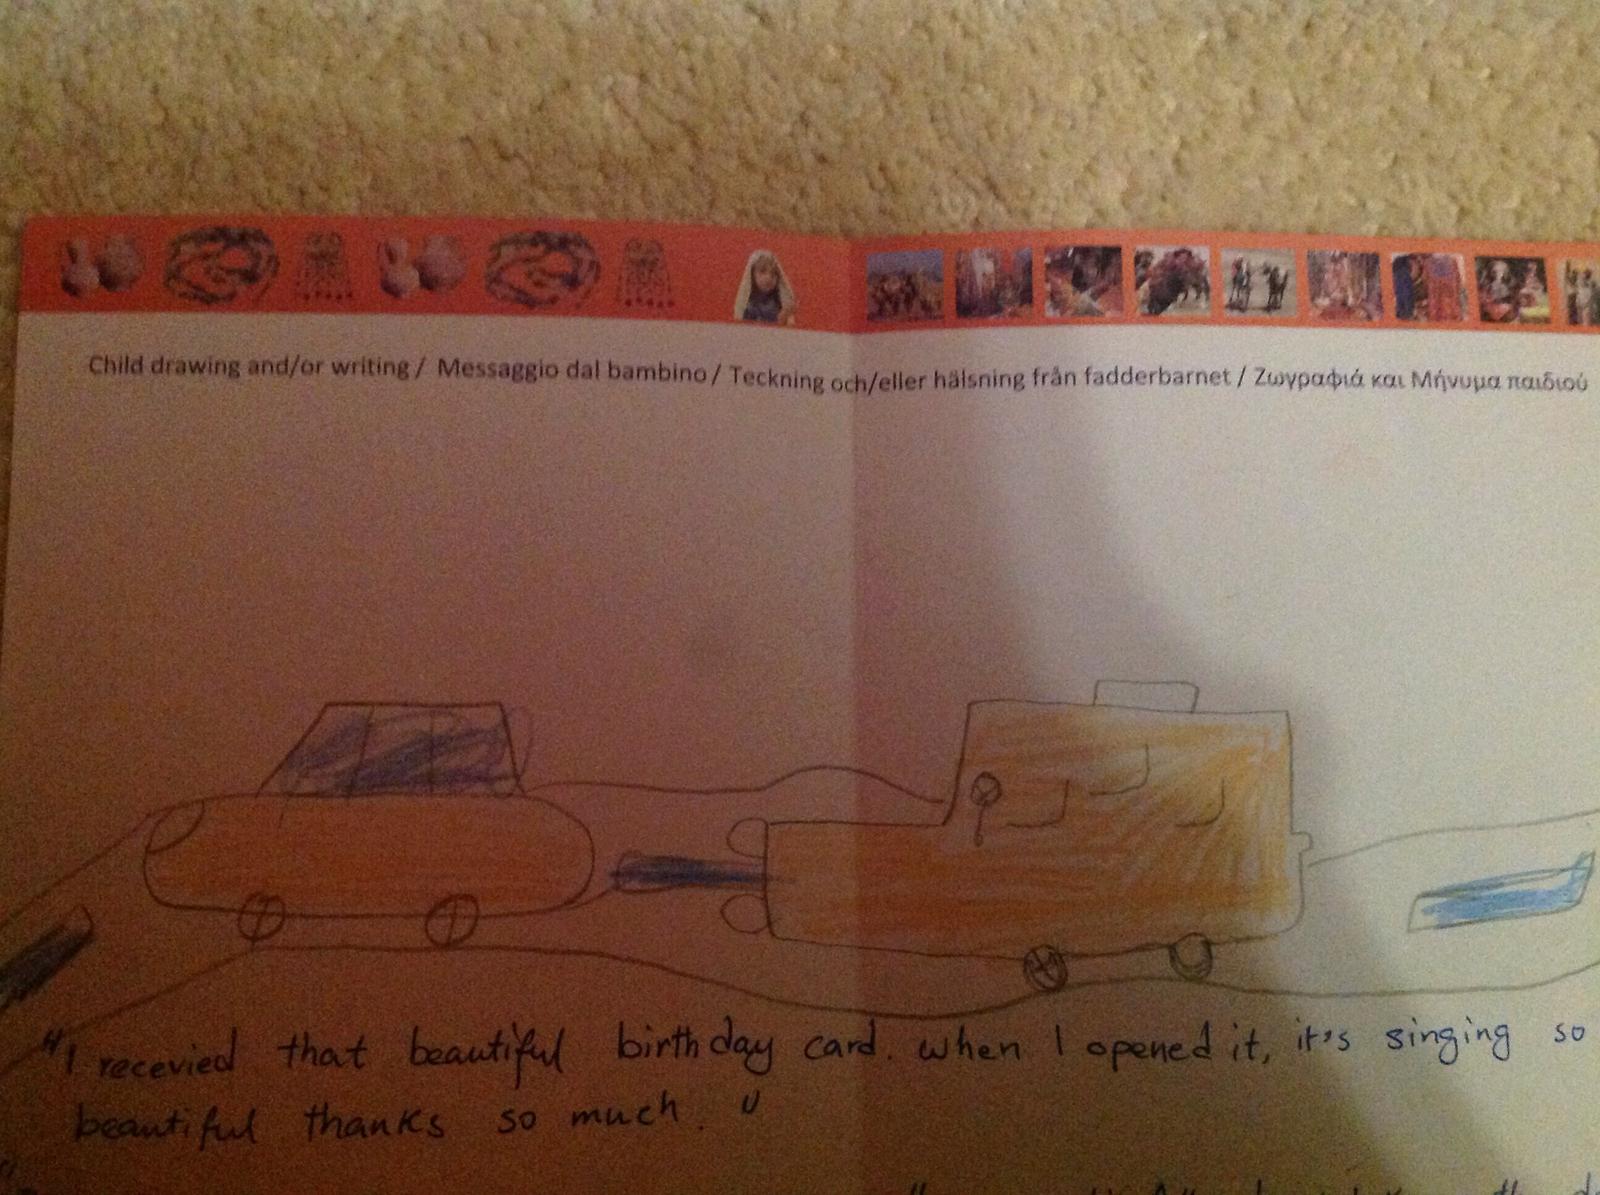 Child drawing and/or writing / Messaggio dal bambino / Teckning och/eller hälsning från fadderbarnet / Ζωγραφιά και Μήνυμα παιδιού
"I recevied that beautiful birthday card. when I opened it, it's singing so
beautiful thanks so much."